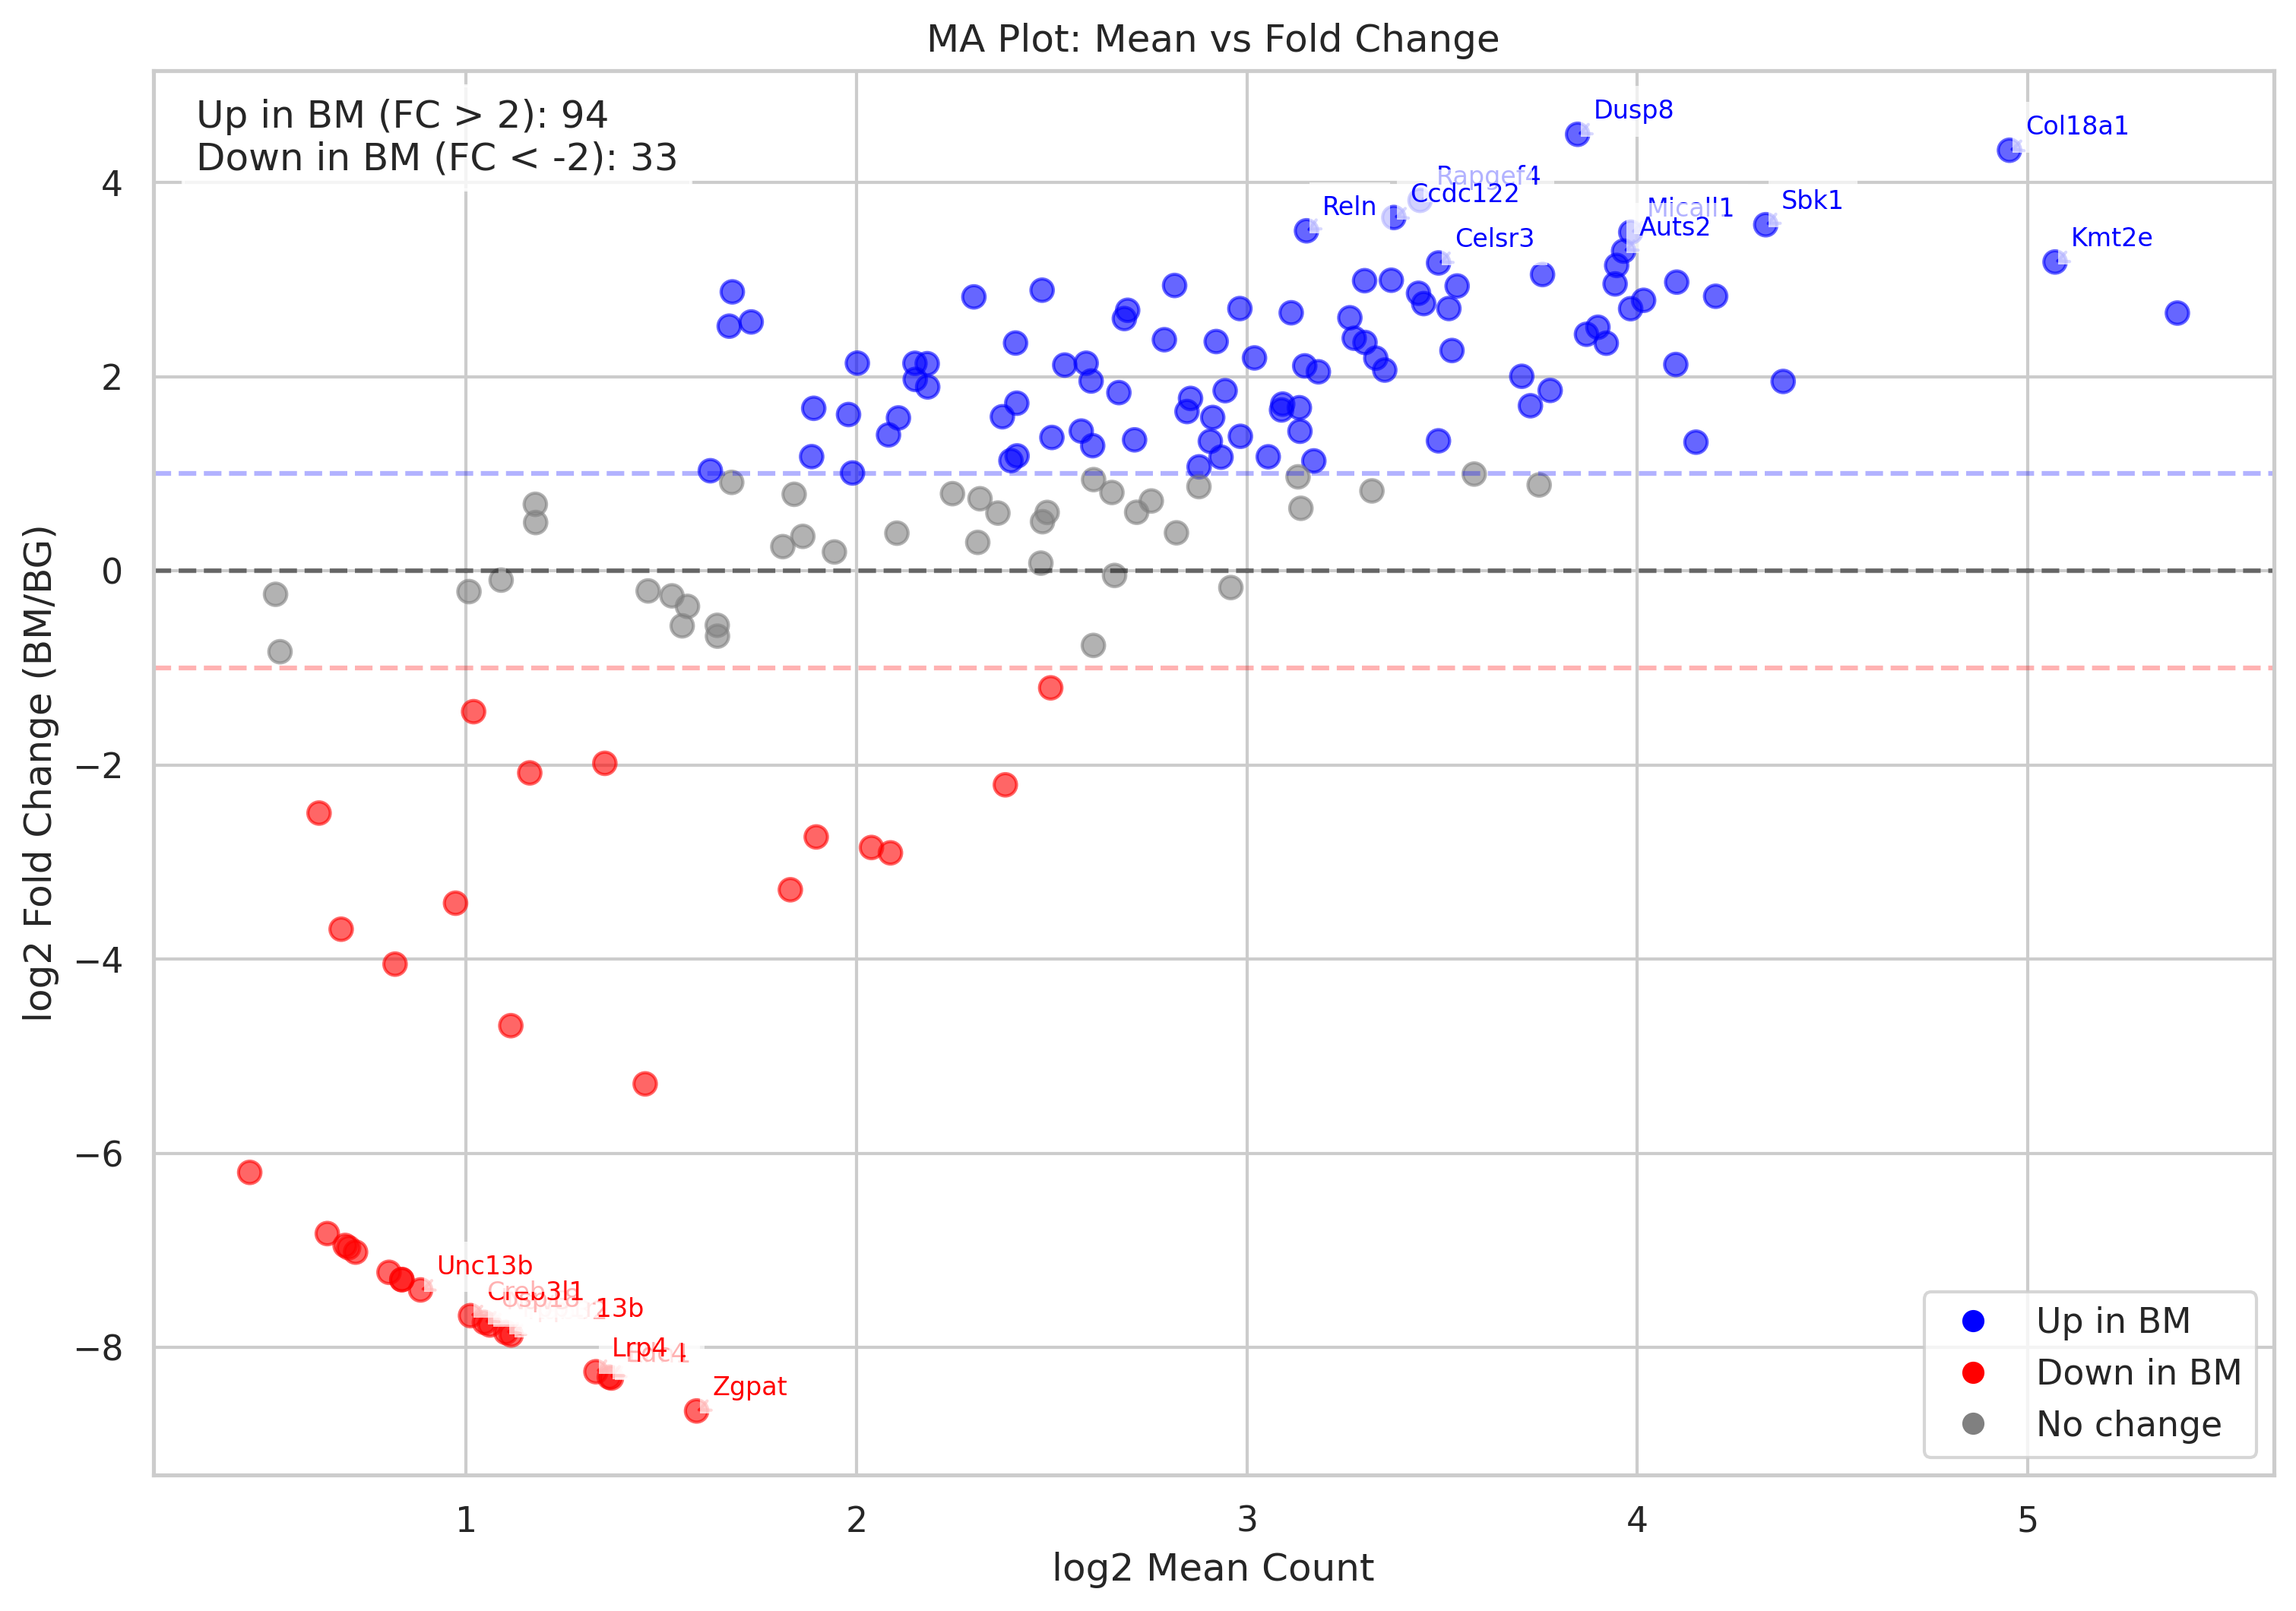 MA Plot: Mean vs Fold Change
Up in BM (FC > 2): 94
Down in BM (FC < -2): 33
Dusp8
Col18a1
Rapgef4
Ccdc122
Reln
Sbk1
Micall1
Auts2
Celsr3
Kmt2e
4
2
0
−2
−4
−6
−8
log2 Fold Change (BM/BG)
Unc13b
Creb3l1
13b
Lrp4
Zgpat
Up in BM
Down in BM
No change
1
2
3
4
5
log2 Mean Count